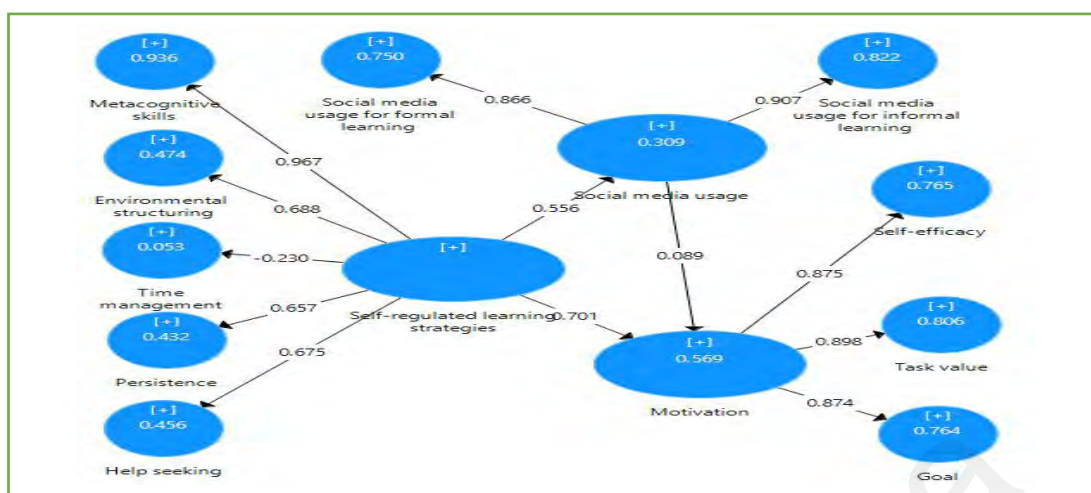 [+]
0.936
Metacognitive
skills
[+]
0.750
Social media
usage for formal
learning
[+]
0.822
Social media
usage for informal
learning
0.866
0.907
[+]
0.309
Social media usage
[+]
0.474
Environmental
structuring
0.967
0.688
0.556
[+]
0.765
Self-efficacy
[+]
0.053
Time
management
-0.230
[+]
Self-regulated learning
strategies
0.089
0.875
0.657
0.675
0.701
[+]
0.432
Persistence
[+]
0.569
Motivation
0.898
[+]
0.806
Task value
0.874
[+]
0.456
Help seeking
[+]
0.764
Goal